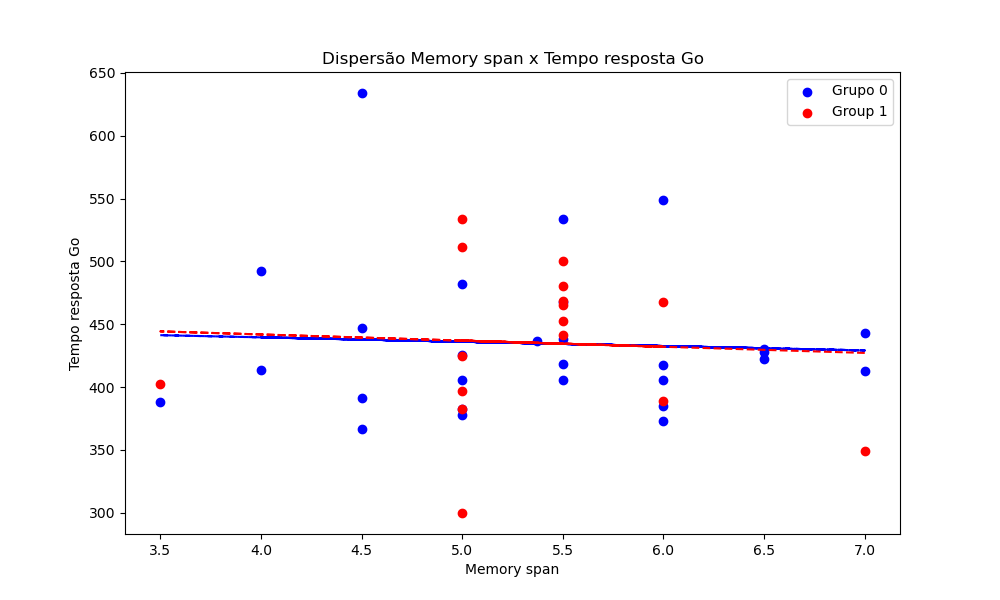 Dispersão Memory span x Tempo resposta Go
Grupo 0
Group 1
650
600
550
500
450
400
350
300
Tempo resposta Go
3.5 4.0 4.5 5.0 5.5 6.0 6.5 7.0
Memory span